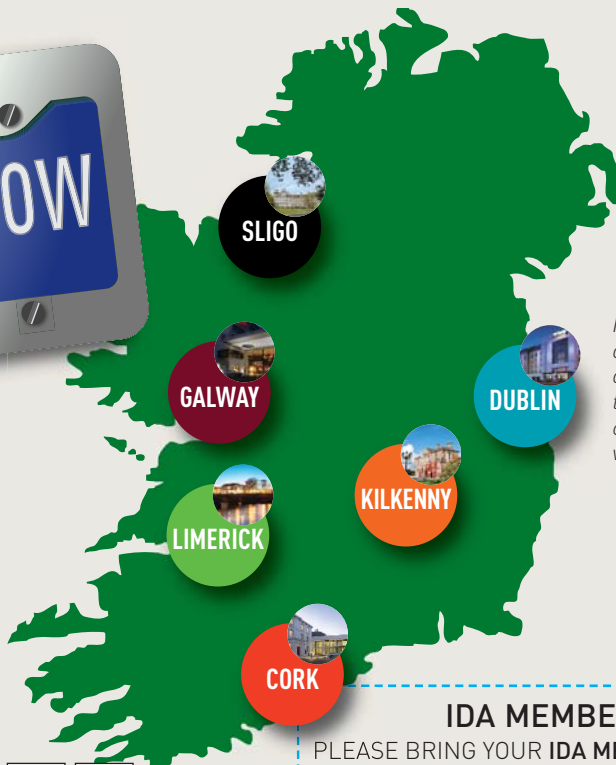 OW
SLIGO
GALWAY
DUBLIN
KILKENNY
LIMERICK
CORK
IDA MEMBE
PLEASE BRING YOUR IDA M